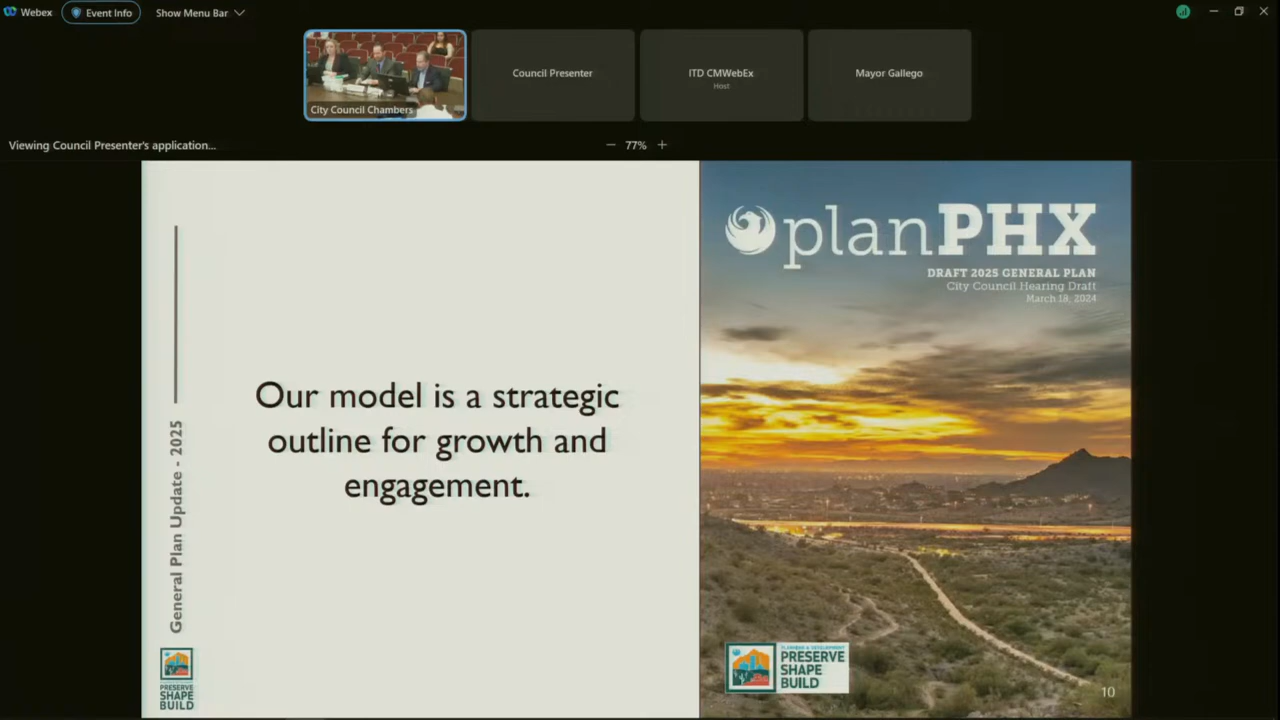 Webex
Event Info
Show Menu Bar
City Council Chambers
Council Presenter
ITD CMWebEx
Host
Mayor Gallego
Viewing Council Presenter's application...
77%
General Plan Update - 2025
Our model is a strategic
outline for growth and
engagement.
PRESERVE
SHAPE
BUILD
planPHX
DRAFT 2025 GENERAL PLAN
City Council Hearing Draft
March 18, 2024
PLANNING & DEVELOPMENT
PRESERVE
SHAPE
BUILD
10